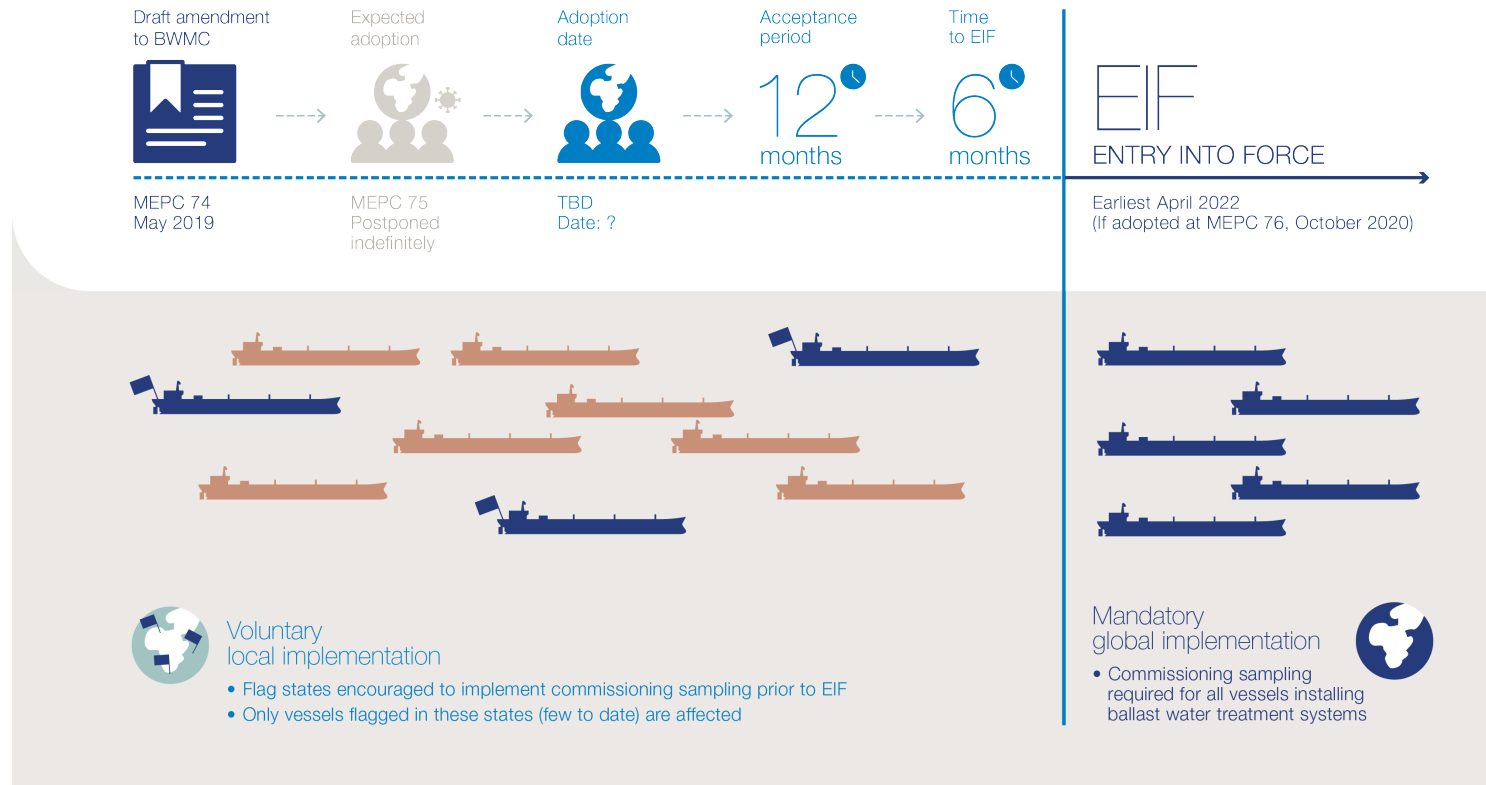 Draft amendment
to BWMC
Expected
adoption
Adoption
date
Acceptance
period
Time
to EIF
12
months
6
months
EIF
ENTRY INTO FORCE
MEPC 74
May 2019
MEPC 75
Postponed
indefinitely
TBD
Date: ?
Earliest April 2022
(If adopted at MEPC 76, October 2020)
Voluntary
local implementation
• Flag states encouraged to implement commissioning sampling prior to EIF
• Only vessels flagged in these states (few to date) are affected
Mandatory
global implementation
• Commissioning sampling
required for all vessels installing
ballast water treatment systems